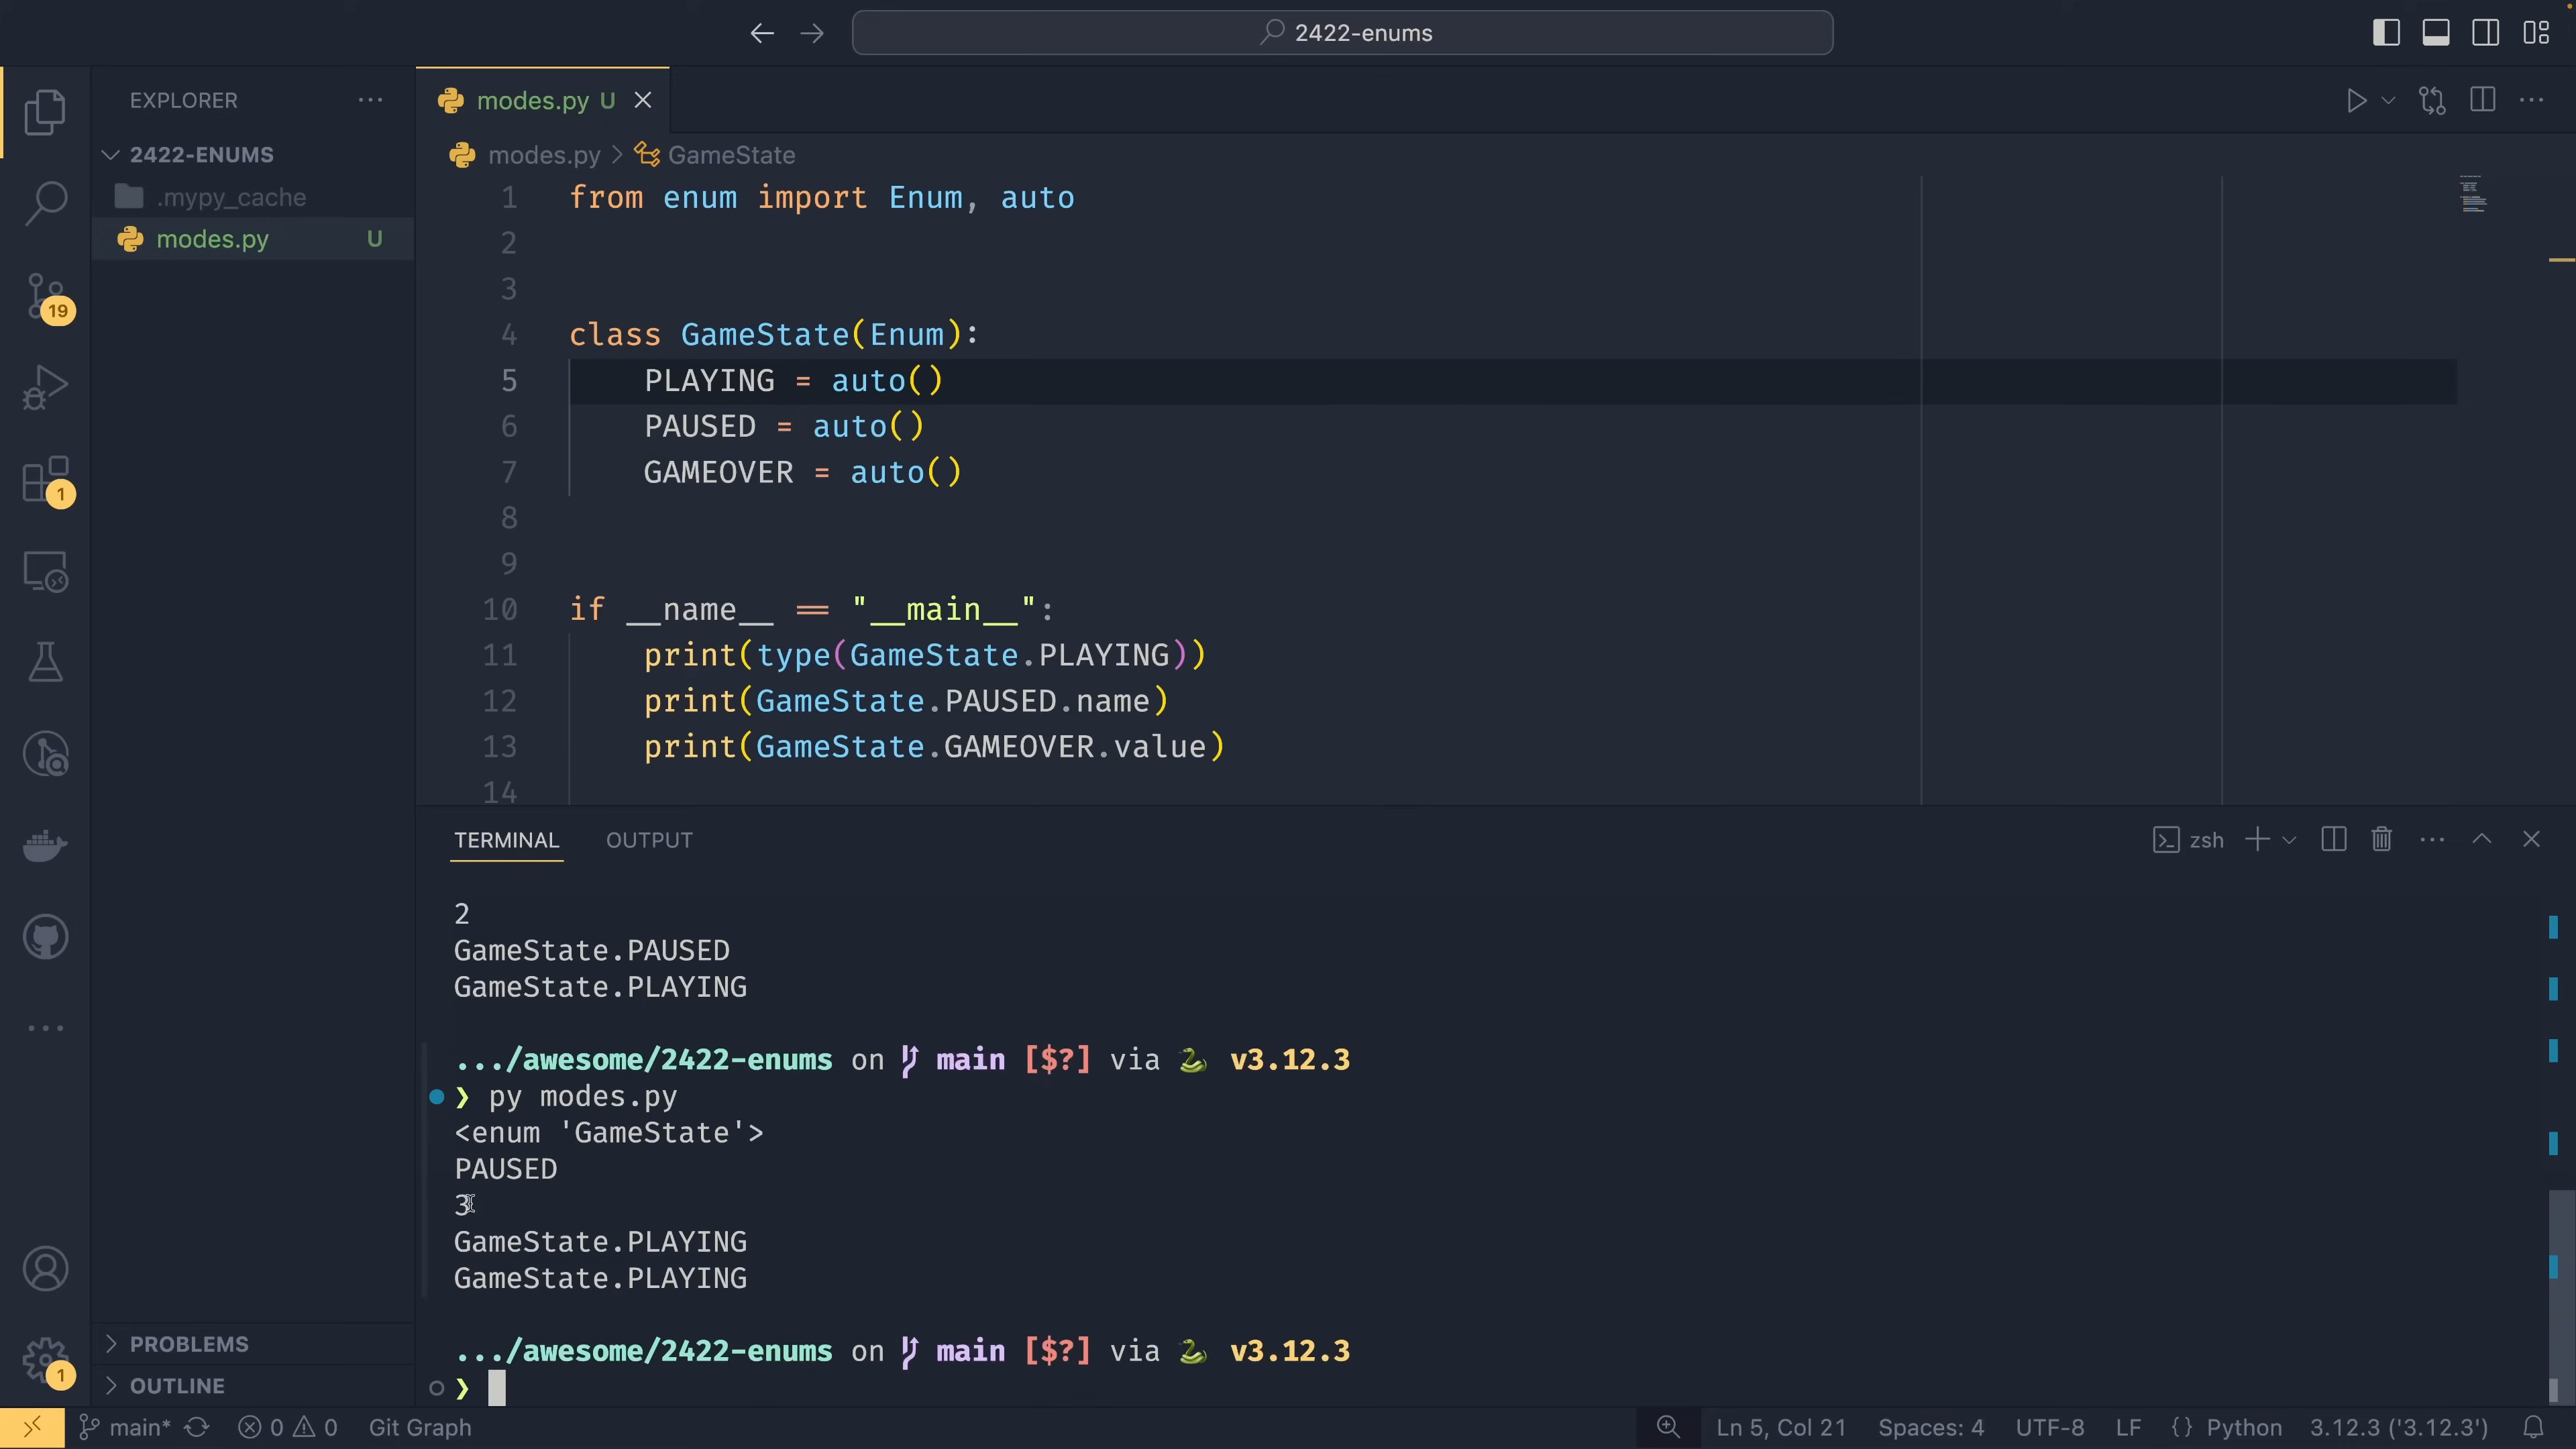 2422-enums
EXPLORER
2422-ENUMS
.mypy_cache
modes.py U
PROBLEMS
OUTLINE
19
1
1
modes.py U
modes.py > GameState
1 from enum import Enum, auto
2
3
4 class GameState(Enum):
5 PLAYING = auto()
6 PAUSED = auto()
7 GAMEOVER = auto()
8
9
10 if __name__ == "__main__":
11 print(type(GameState.PLAYING))
12 print(GameState.PAUSED.name)
13 print(GameState.GAMEOVER.value)
14
TERMINAL OUTPUT
zsh
2
GameState.PAUSED
GameState.PLAYING
.../awesome/2422-enums on main [$?] via 🐍 v3.12.3
❯ py modes.py
<enum 'GameState'>
PAUSED
3
GameState.PLAYING
GameState.PLAYING
.../awesome/2422-enums on main [$?] via 🐍 v3.12.3
❯
main* 0 0 Git Graph Ln 5, Col 21 Spaces: 4 UTF-8 LF {} Python 3.12.3 ('3.12.3')